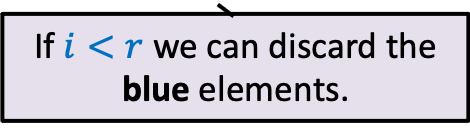 If i < r we can discard the
blue elements.